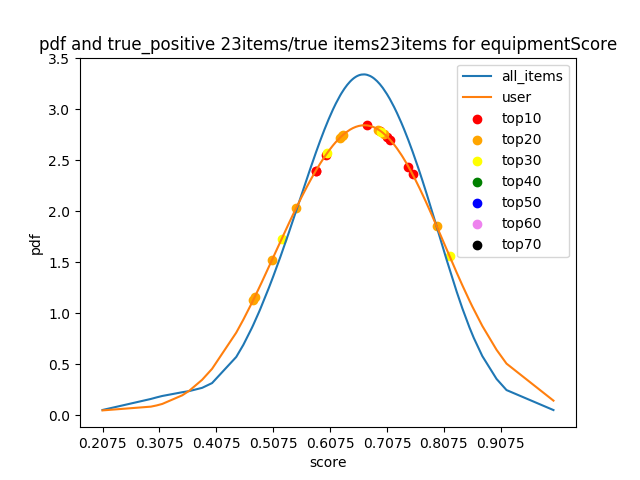 pdf and true_positive 23items/true items23items for equipmentScore
all_items
user
top10
top20
top30
top40
top50
top60
top70
3.5
3.0
2.5
2.0
1.5
1.0
0.5
0.0
pdf
0.2075 0.3075 0.4075 0.5075 0.6075 0.7075 0.8075 0.9075
score